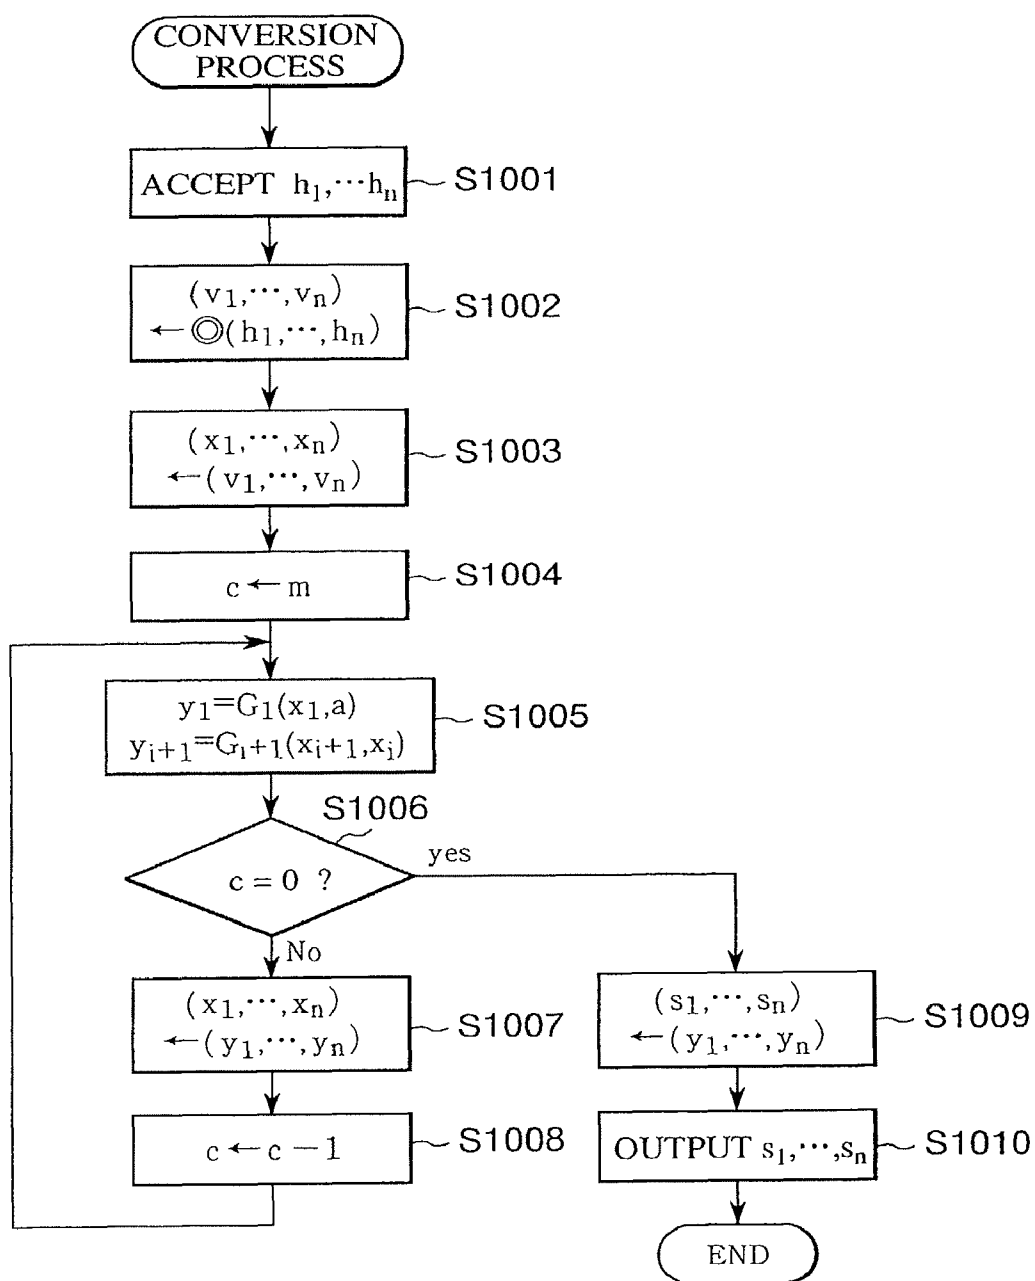 CONVERSION
PROCESS
ACCEPT h₁,⋯hₙ
S1001
(v₁,⋯,vₙ)
←◎(h₁,⋯,hₙ)
S1002
(x₁,⋯,xₙ)
←(v₁,⋯,vₙ)
S1003
c←m
S1004
y₁=G₁(x₁,a)
yᵢ₊₁=Gᵢ₊₁(xᵢ₊₁,xᵢ)
S1005
S1006
c=0 ?
yes
No
(x₁,⋯,xₙ)
←(y₁,⋯,yₙ)
S1007
(s₁,⋯,sₙ)
←(y₁,⋯,yₙ)
S1009
c←c−1
S1008
OUTPUT s₁,⋯,sₙ
S1010
END